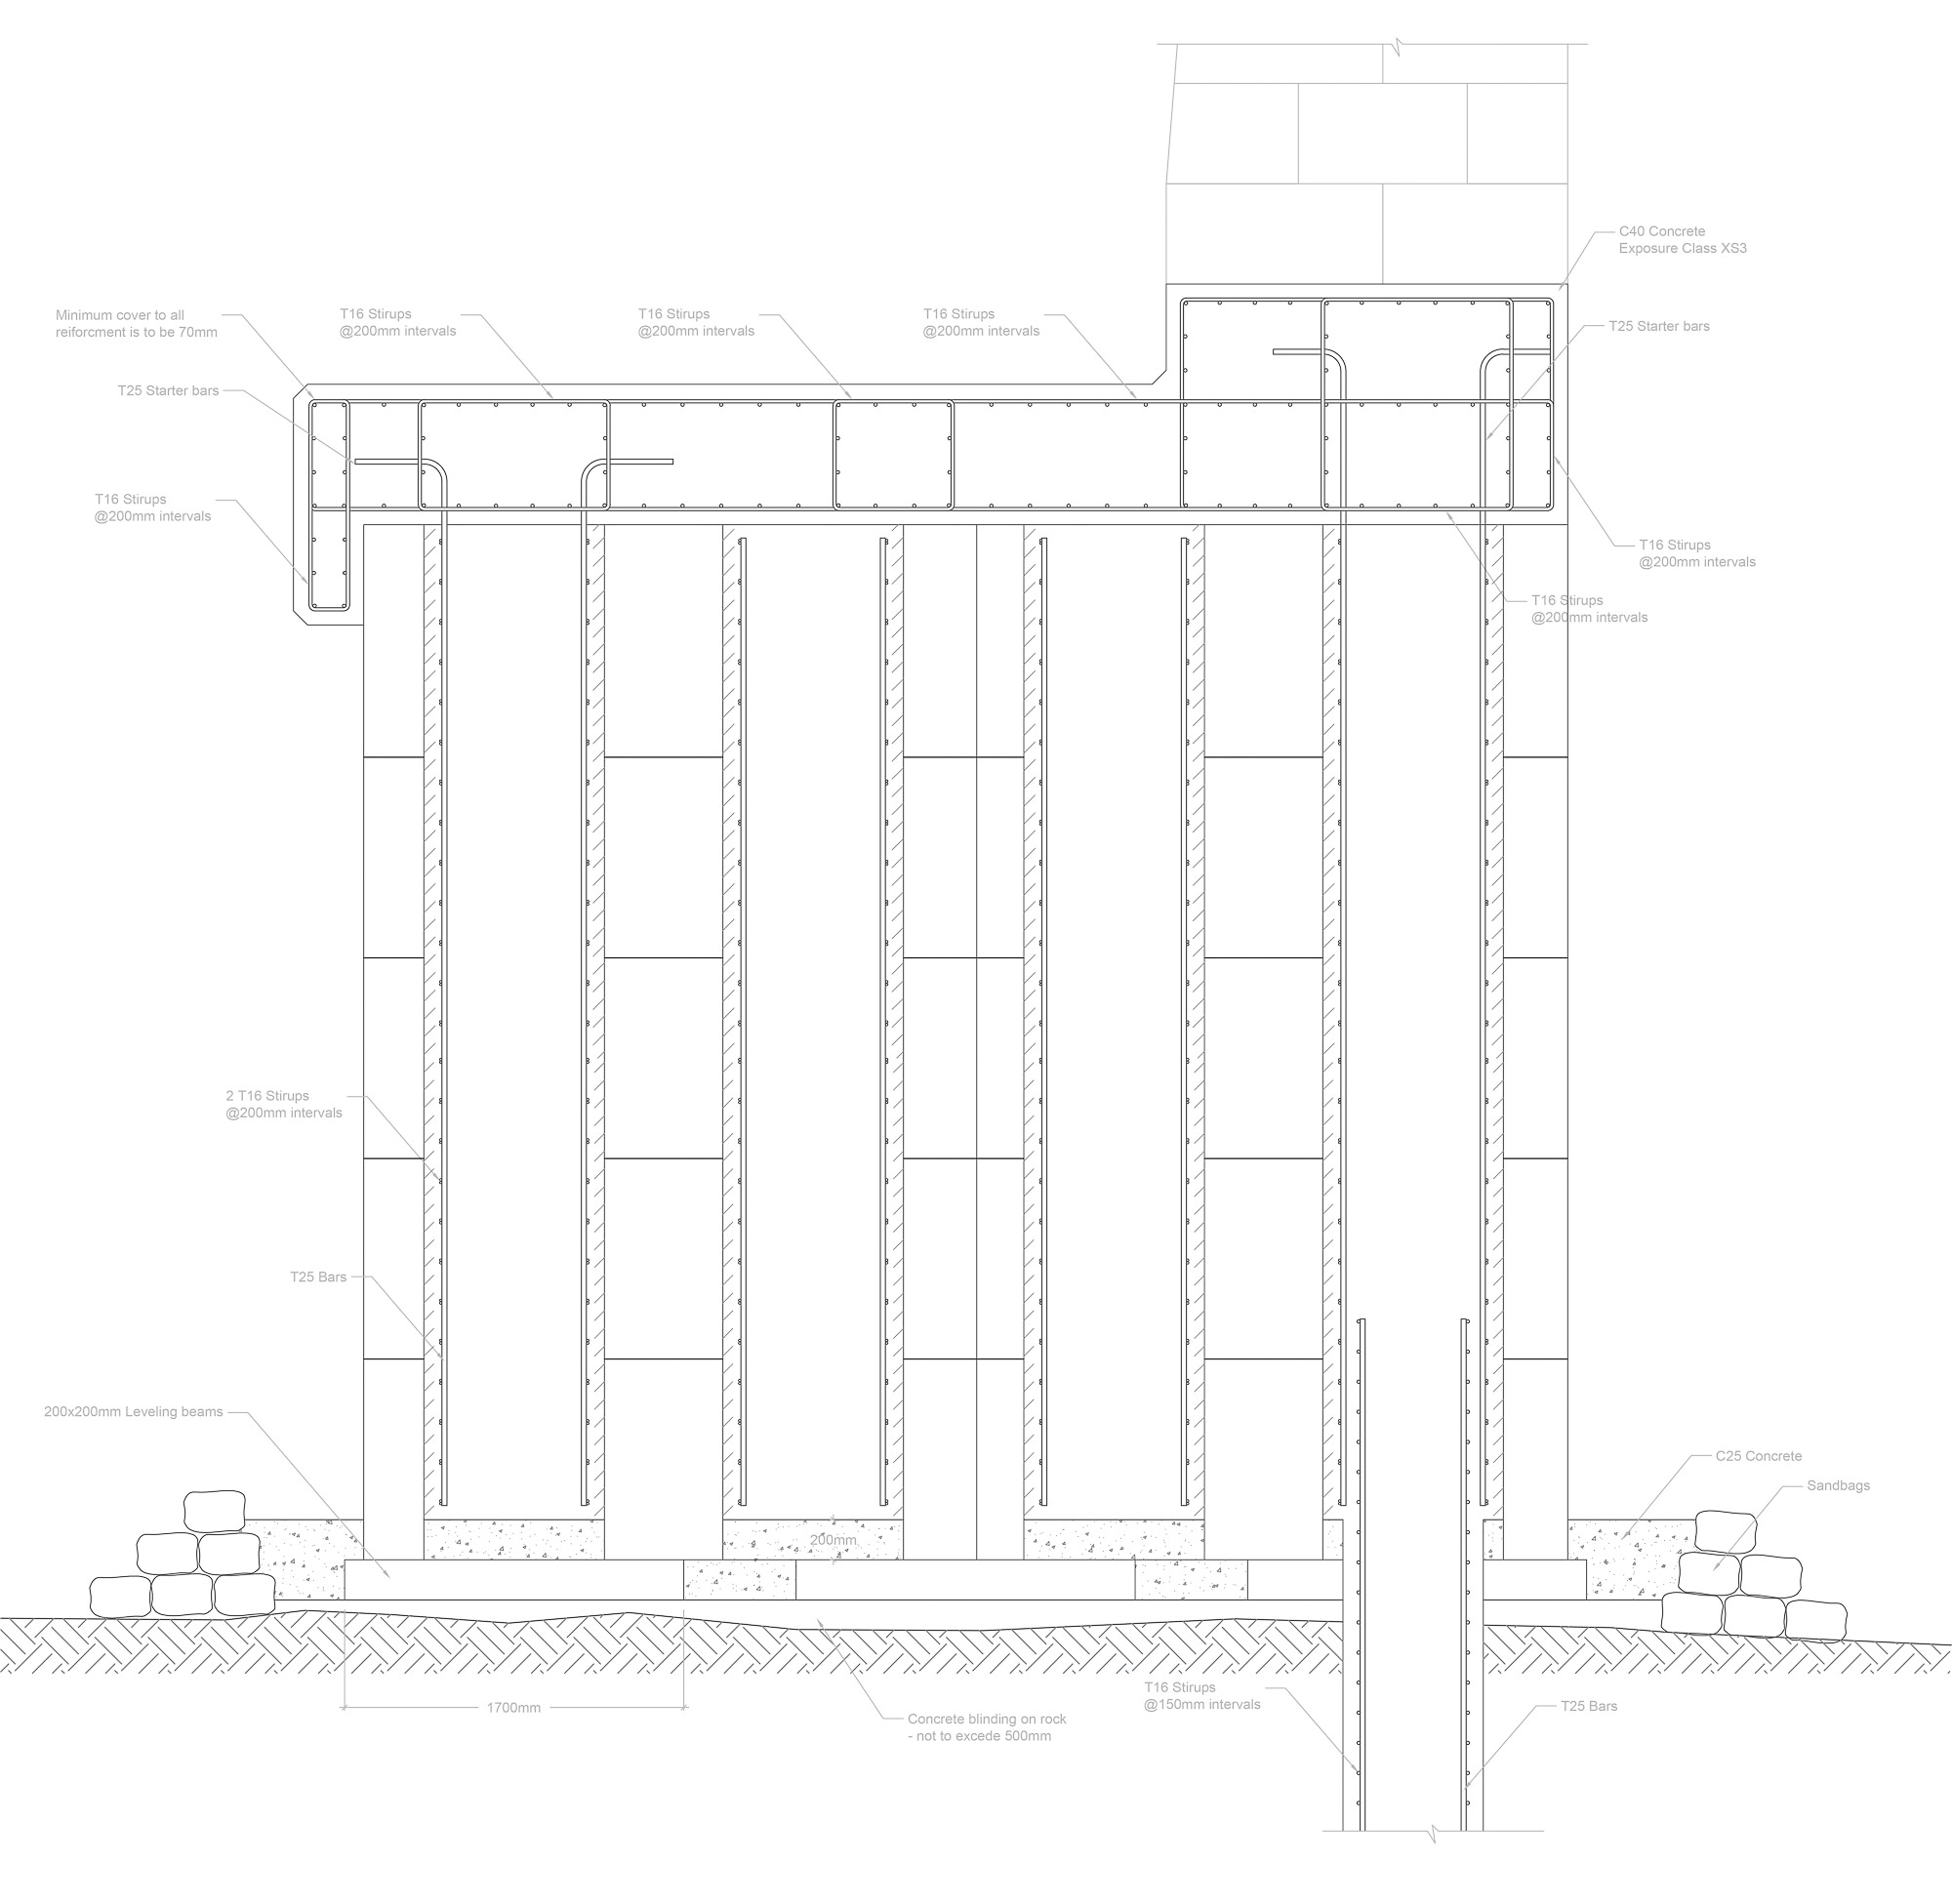 C40 Concrete
Exposure Class XS3
Minimum cover to all
reiforcment is to be 70mm
T16 Stirups
@200mm intervals
T16 Stirups
@200mm intervals
T16 Stirups
@200mm intervals
T25 Starter bars
T25 Starter bars
T16 Stirups
@200mm intervals
T16 Stirups
@200mm intervals
T16 Stirups
@200mm intervals
2 T16 Stirups
@200mm intervals
T25 Bars
200x200mm Leveling beams
C25 Concrete
Sandbags
200mm
1700mm
T16 Stirups
@150mm intervals
T25 Bars
Concrete blinding on rock
- not to excede 500mm